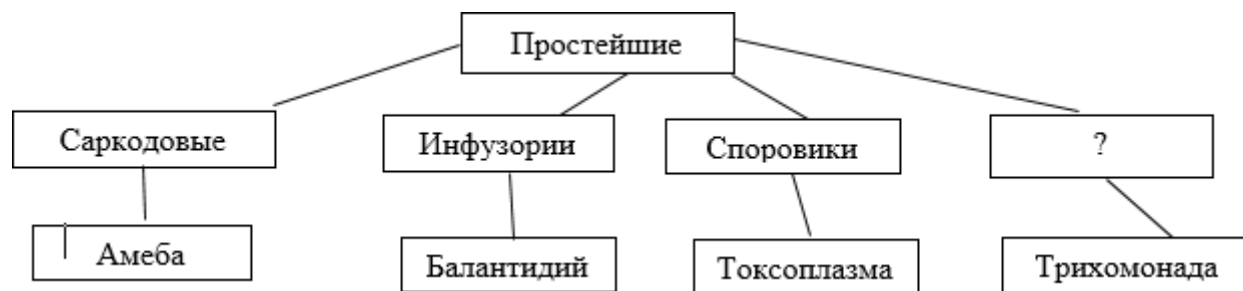 Простейшие
Саркодовые
Инфузории
Споровики
?
Амеба
Балантидий
Токсоплазма
Трихомонада